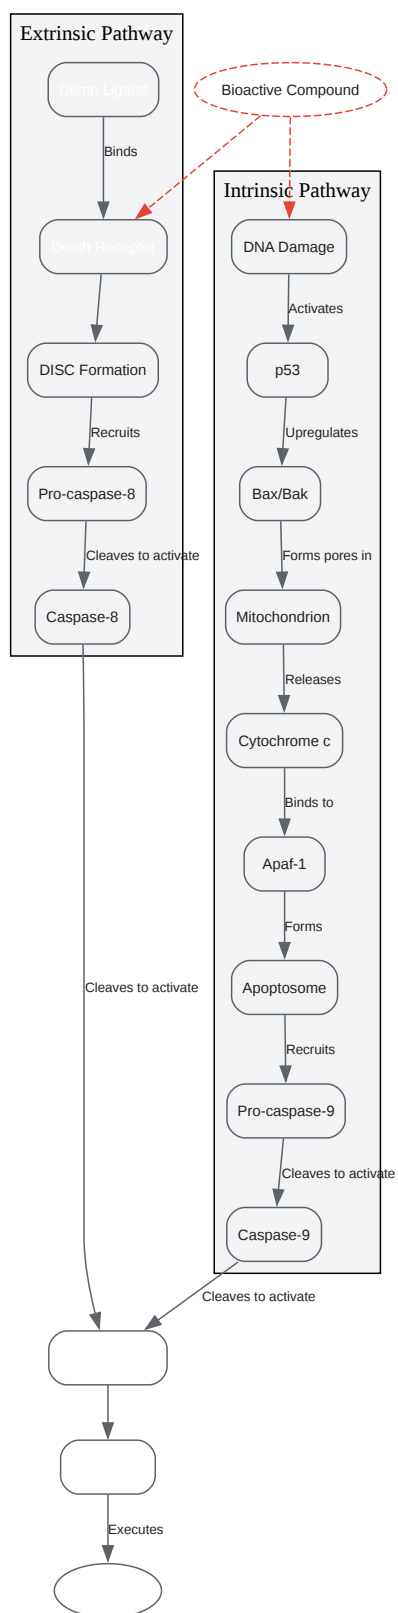 Extrinsic Pathway
Death Ligand
Bioactive Compound
Binds
Intrinsic Pathway
Death Receptor
DNA Damage
Activates
DISC Formation
p53
Recruits
Upregulates
Pro-caspase-8
Bax/Bak
Cleaves to activate
Forms pores in
Caspase-8
Mitochondrion
Releases
Cytochrome c
Binds to
Apaf-1
Forms
Cleaves to activate
Apoptosome
Recruits
Pro-caspase-9
Cleaves to activate
Caspase-9
Cleaves to activate
Executes